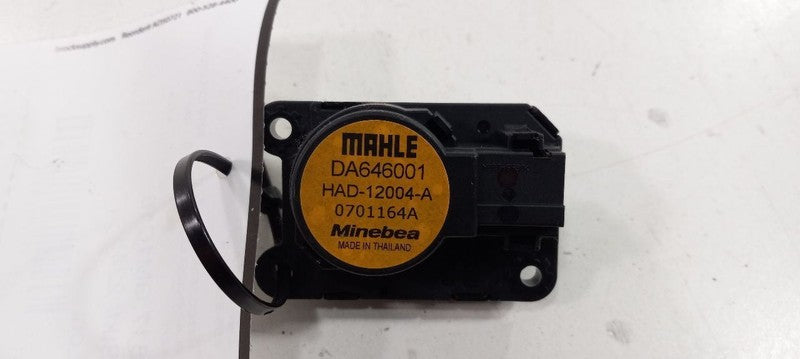 MAHLE
DA646001
HAD-12004-A
0701164A
Minebea
MADE IN THAILAND